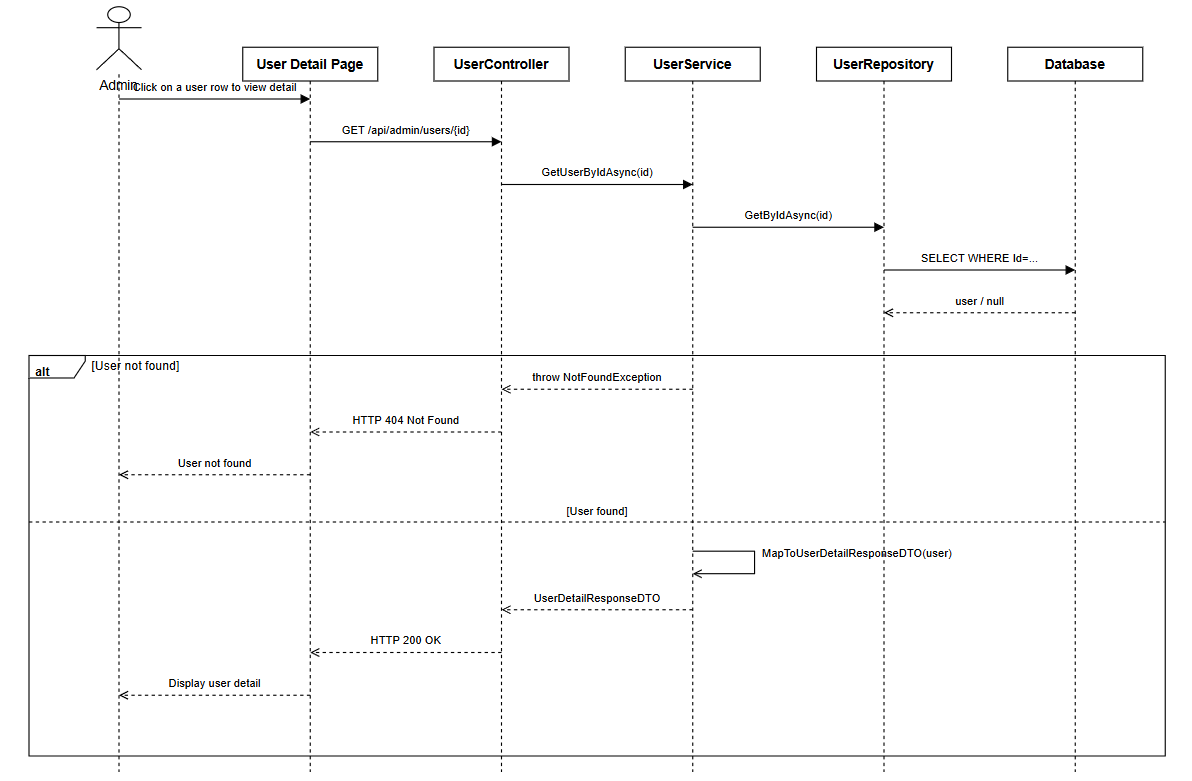 User Detail Page
UserController
UserService
UserRepository
Database
Admin
Click on a user row to view detail
GET /api/admin/users/{id}
GetUserByIdAsync(id)
GetByIdAsync(id)
SELECT WHERE Id=...
user / null
alt
[User not found]
throw NotFoundException
HTTP 404 Not Found
User not found
[User found]
MapToUserDetailResponseDTO(user)
UserDetailResponseDTO
HTTP 200 OK
Display user detail